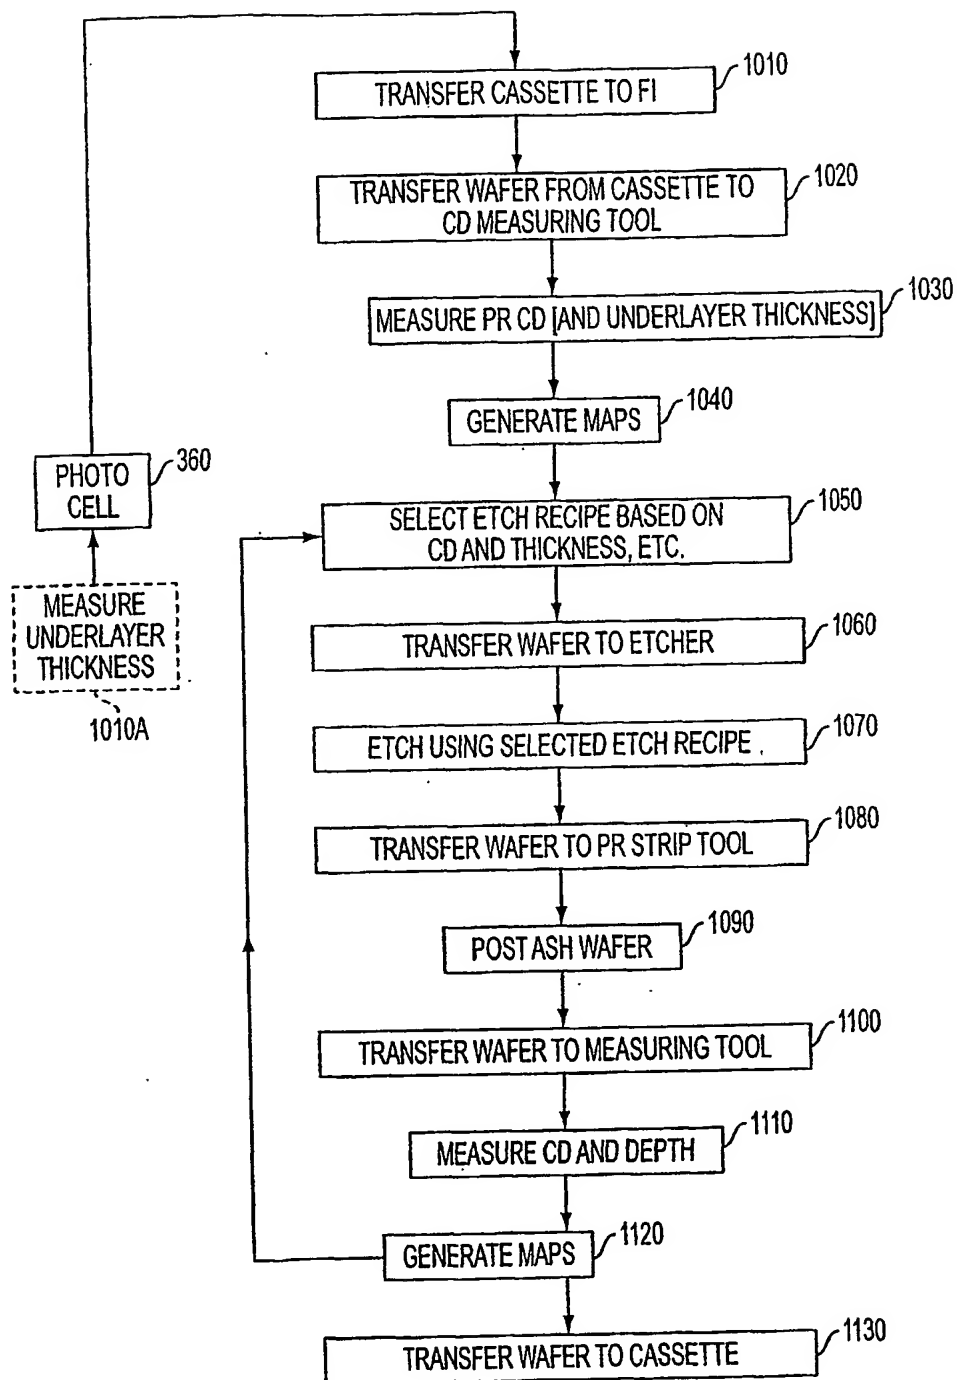 1010
TRANSFER CASSETTE TO FI
1020
TRANSFER WAFER FROM CASSETTE TO
CD MEASURING TOOL
1030
MEASURE PR CD [AND UNDERLAYER THICKNESS]
1040
GENERATE MAPS
360
PHOTO
CELL
MEASURE
UNDERLAYER
THICKNESS
1010A
1050
SELECT ETCH RECIPE BASED ON
CD AND THICKNESS, ETC.
1060
TRANSFER WAFER TO ETCHER
1070
ETCH USING SELECTED ETCH RECIPE
1080
TRANSFER WAFER TO PR STRIP TOOL
1090
POST ASH WAFER
1100
TRANSFER WAFER TO MEASURING TOOL
1110
MEASURE CD AND DEPTH
1120
GENERATE MAPS
1130
TRANSFER WAFER TO CASSETTE